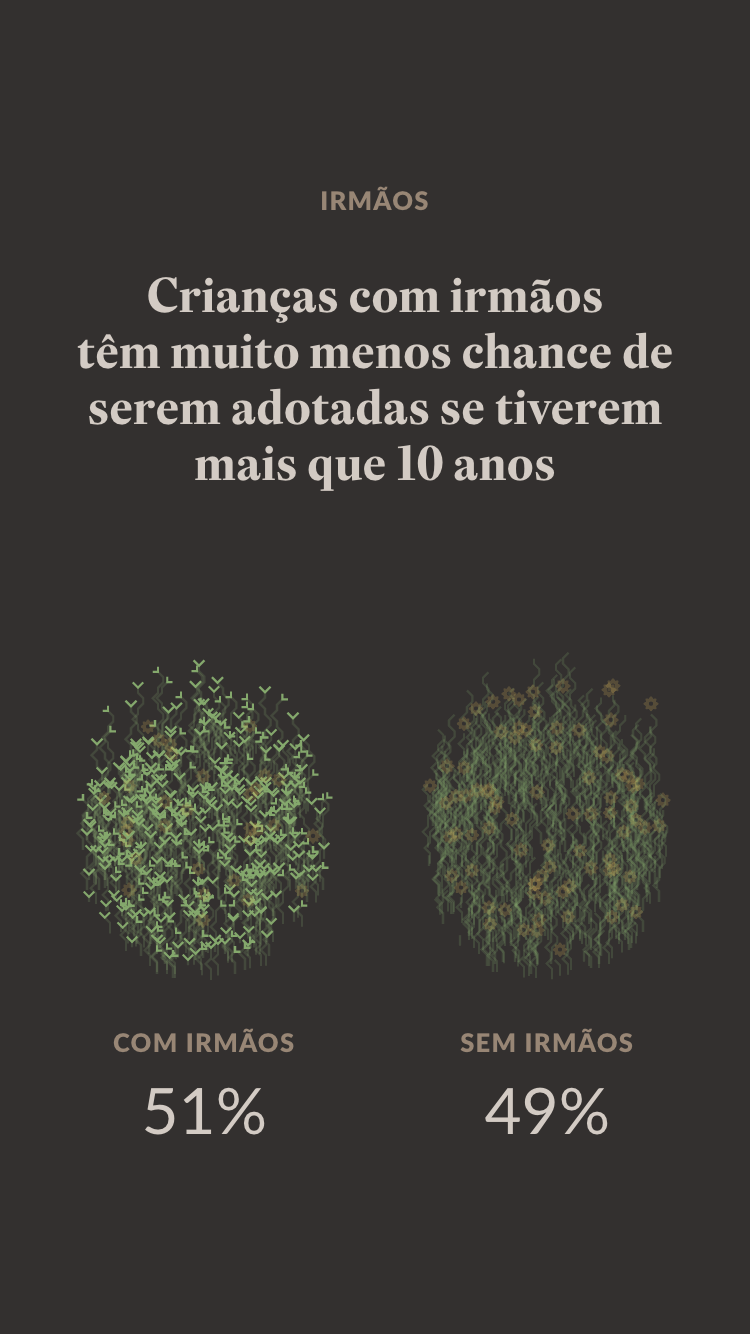 IRMÃOS
Crianças com irmãos
têm muito menos chance de
serem adotadas se tiverem
mais que 10 anos
COM IRMÃOS
SEM IRMÃOS
51%
49%